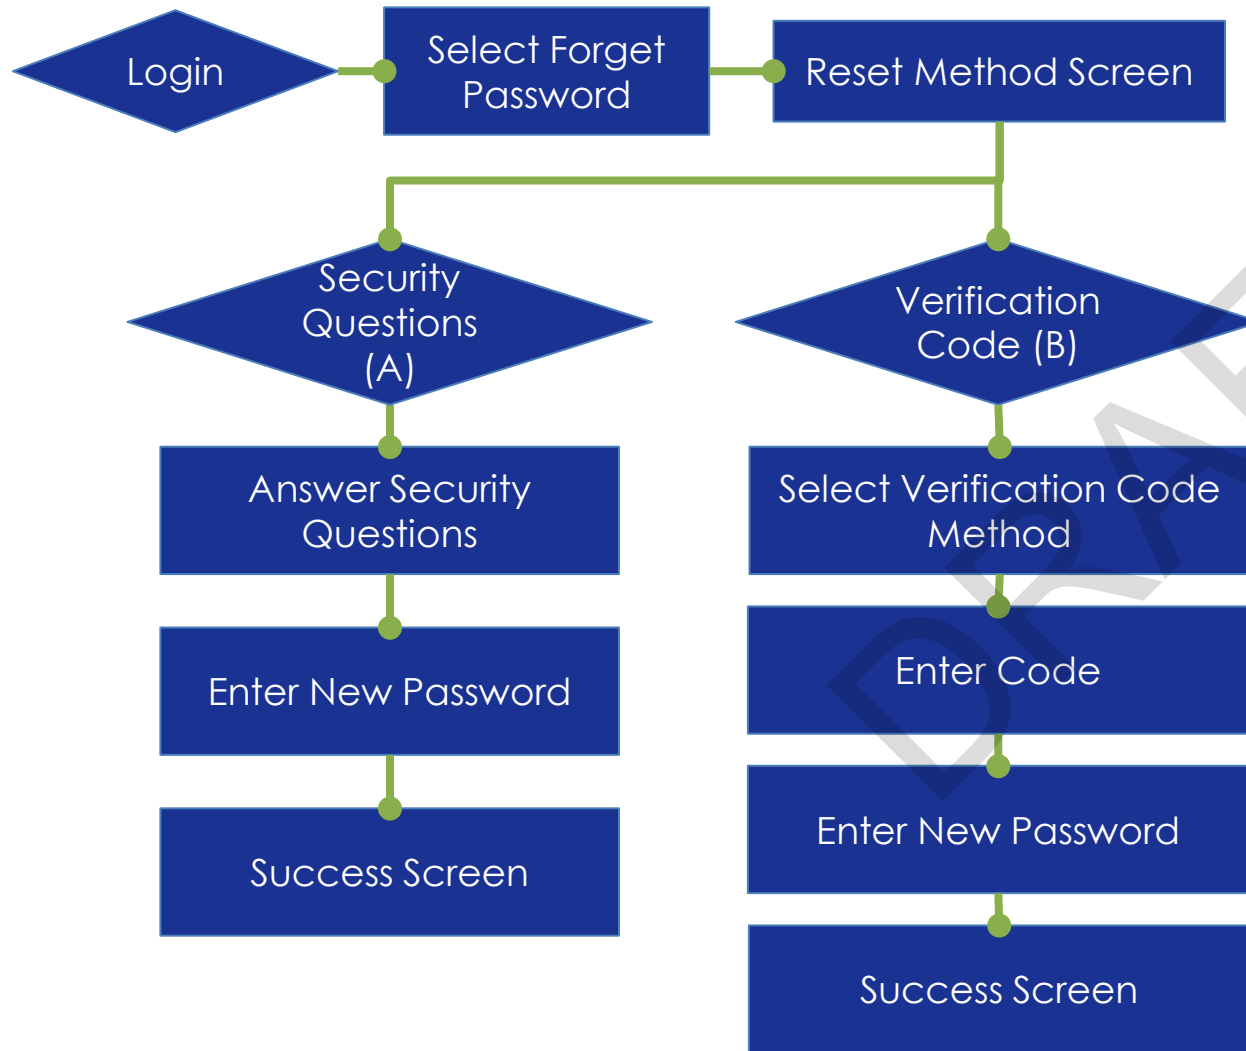 Login
Select Forget
Password
Reset Method Screen
Security
Questions
(A)
Verification
Code (B)
Answer Security
Questions
Select Verification Code
Method
Enter New Password
Enter Code
Success Screen
Enter New Password
Success Screen